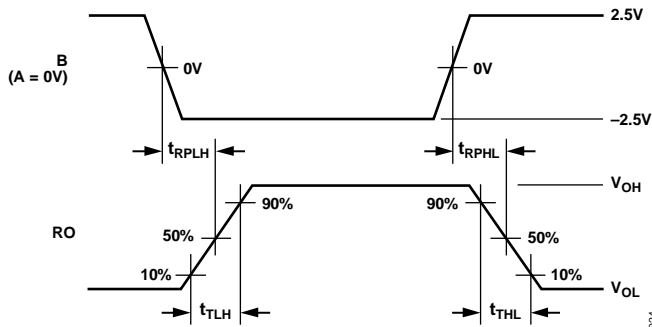 2.5V
B
(A = 0V)
0V
0V
–2.5V
tRPLH
tRPHL
VOH
90%
90%
RO
50%
50%
10%
10%
VOL
tTLH
tTHL